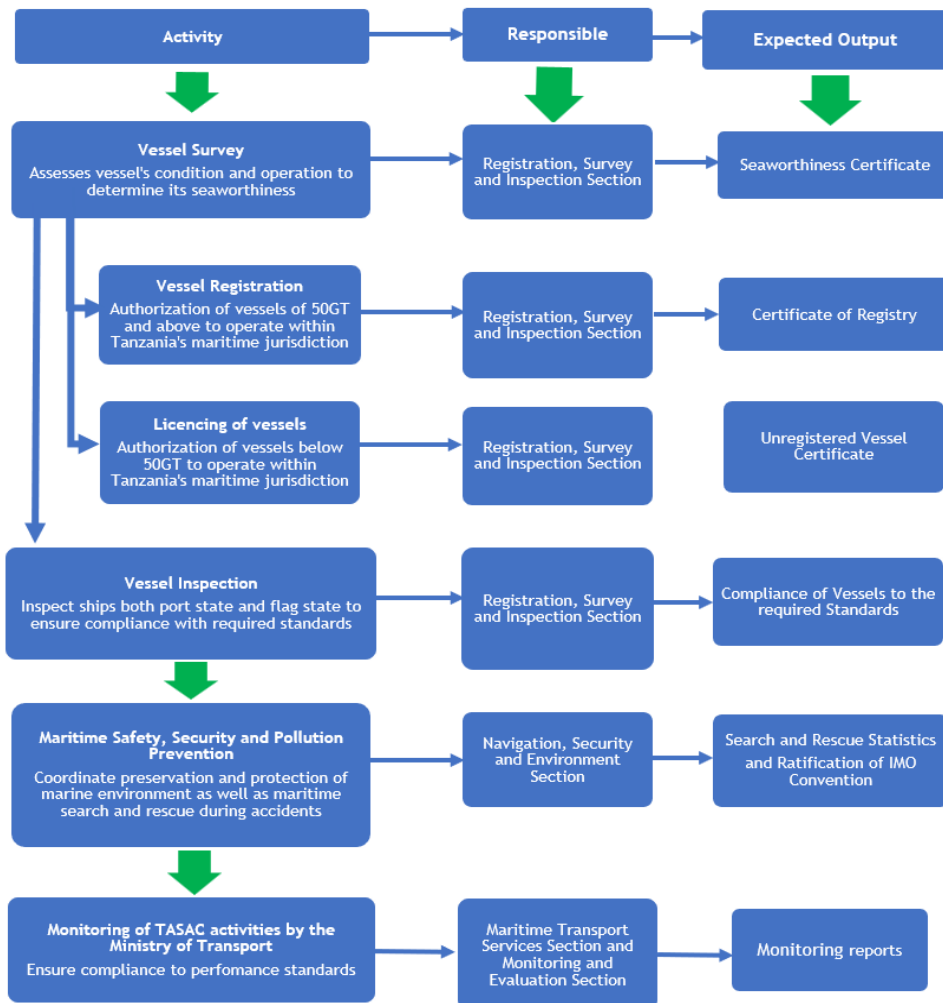 Activity
Responsible
Expected Output
Vessel Survey
Assesses vessel's condition and operation to
determine its seaworthiness
Registration, Survey
and Inspection Section
Seaworthiness Certificate
Vessel Registration
Authorization of vessels of 50GT
and above to operate within
Tanzania's maritime jurisdiction
Registration, Survey
and Inspection Section
Certificate of Registry
Licencing of vessels
Authorization of vessels below
50GT to operate within
Tanzania's maritime jurisdiction
Registration, Survey
and Inspection Section
Unregistered Vessel
Certificate
Vessel Inspection
Inspect ships both port state and flag state to
ensure compliance with required standards
Registration, Survey
and Inspection Section
Compliance of Vessels to the
required Standards
Maritime Safety, Security and Pollution
Prevention
Coordinate preservation and protection of
marine environment as well as maritime
search and rescue during accidents
Navigation, Security
and Environment
Section
Search and Rescue Statistics
and Ratification of IMO
Convention
Monitoring of TASAC activities by the
Ministry of Transport
Ensure compliance to perfomance standards
Maritime Transport
Services Section and
Monitoring and
Evaluation Section
Monitoring reports